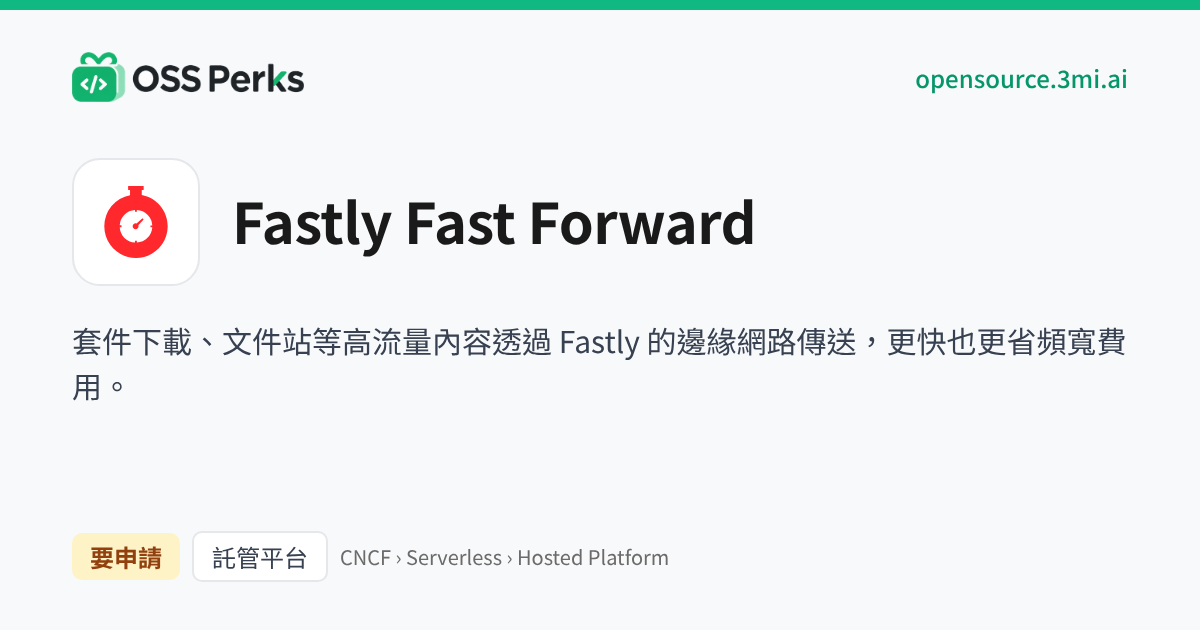 OSS Perks
opensource.3mi.ai
Fastly Fast Forward
套件下載、文件站等高流量內容透過 Fastly 的邊緣網路傳送，更快也更省頻寬費
用。
要申請
託管平台
CNCF › Serverless › Hosted Platform